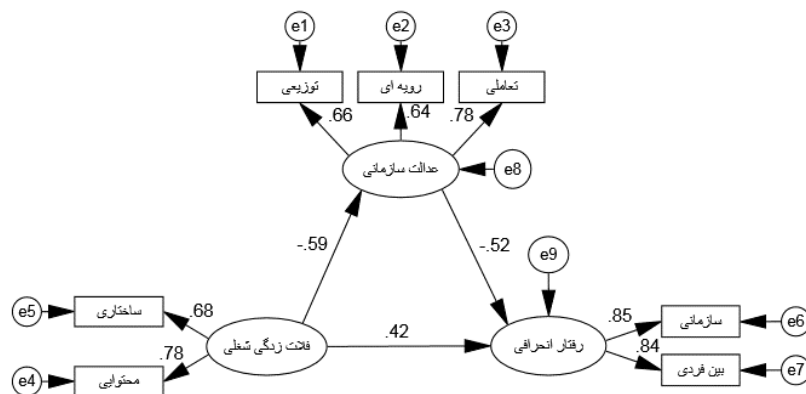 e1
e2
e3
توزیعی
رویه ای
تعاملی
.66
.64
.78
عدالت سازمانی
e8
-.59
-.52
e9
e5
ساختاری
.68
فلات زدگی شغلی
.42
رفتار انحرافی
.85
سازمانی
e6
e4
محتوایی
.78
.84
بین فردی
e7